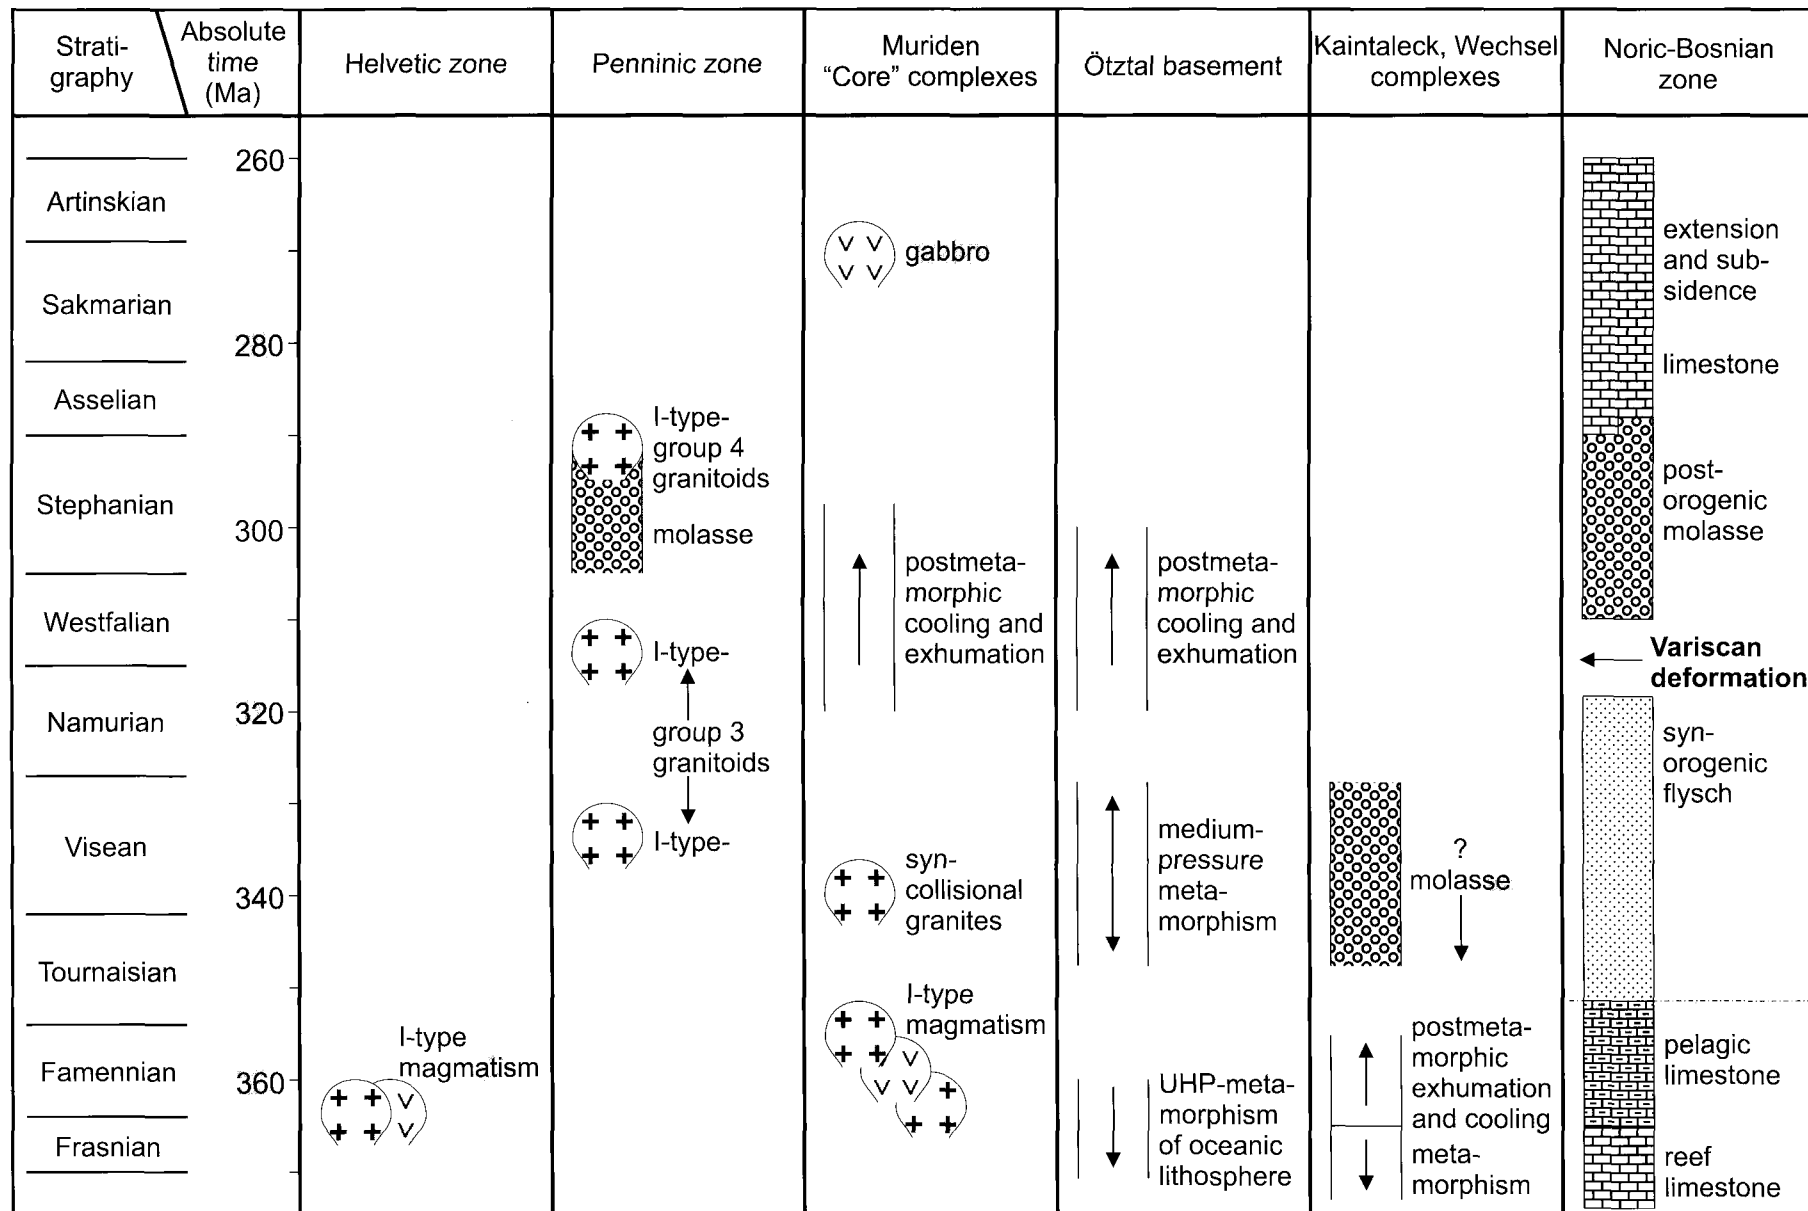 Strati-
graphy
Absolute
time
(Ma)
Helvetic zone
Penninic zone
Muriden
“Core” complexes
Ötztal basement
Kaintaleck, Wechsel
complexes
Noric-Bosnian
zone
Artinskian
Sakmarian
Asselian
Stephanian
Westfalian
Namurian
Visean
Tournaisian
Famennian
Frasnian
260
280
300
320
340
360
I-type
magmatism
I-type-
group 4
granitoids
molasse
I-type-
group 3
granitoids
I-type-
gabbro
postmeta-
morphic
cooling and
exhumation
syn-
collisional
granites
I-type
magmatism
postmeta-
morphic
cooling and
exhumation
medium-
pressure
meta-
morphism
UHP-meta-
morphism
of oceanic
lithosphere
?
molasse
postmeta-
morphic
exhumation
and cooling
meta-
morphism
extension
and sub-
sidence
limestone
post-
orogenic
molasse
Variscan
deformation
syn-
orogenic
flysch
pelagic
limestone
reef
limestone